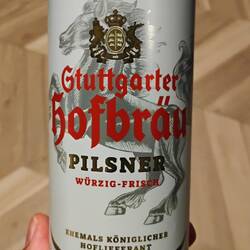 Stuttgarter
Hofbräu
PILSNER
WÜRZIG-FRISCH
EHEMALS KÖNIGLICHER
HOFLIEFERANT